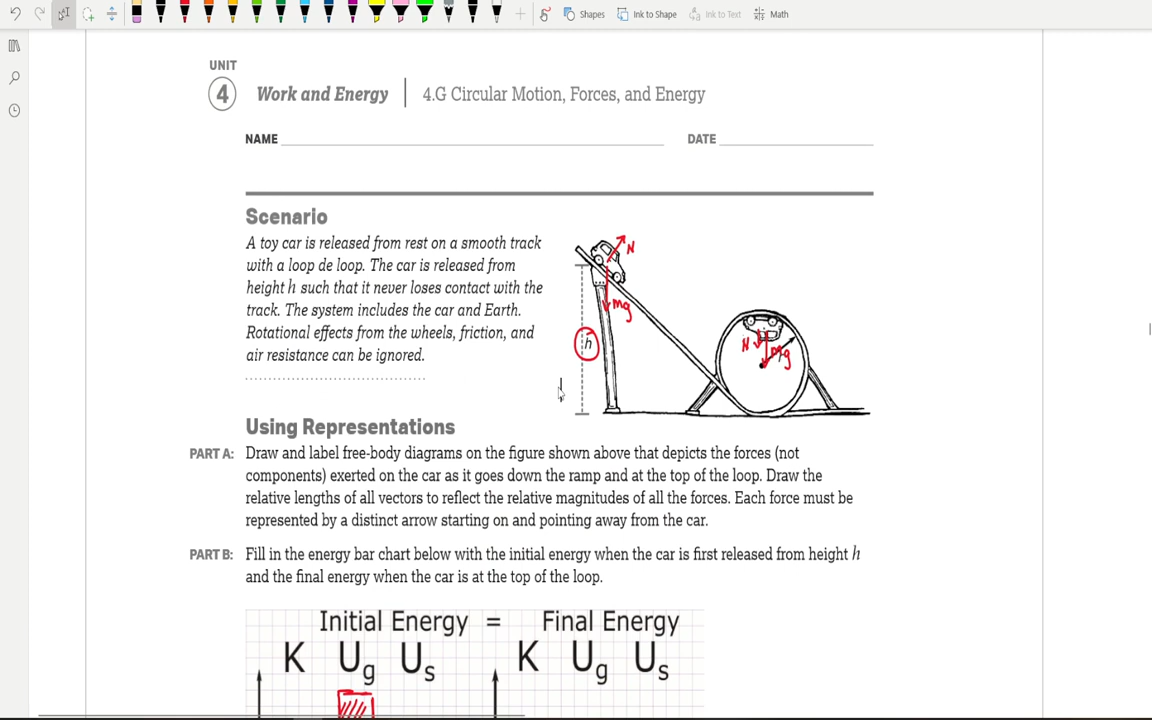 Shapes Ink to Shape Ink to Text Math
UNIT
4 Work and Energy | 4.G Circular Motion, Forces, and Energy
NAME DATE
Scenario
A toy car is released from rest on a smooth track
with a loop de loop. The car is released from
height h such that it never loses contact with the
track. The system includes the car and Earth.
Rotational effects from the wheels, friction, and
air resistance can be ignored.
N
mg
h
N mg
Using Representations
PART A: Draw and label free-body diagrams on the figure shown above that depicts the forces (not
components) exerted on the car as it goes down the ramp and at the top of the loop. Draw the
relative lengths of all vectors to reflect the relative magnitudes of all the forces. Each force must be
represented by a distinct arrow starting on and pointing away from the car.
PART B: Fill in the energy bar chart below with the initial energy when the car is first released from height h
and the final energy when the car is at the top of the loop.
Initial Energy = Final Energy
K Ug Us K Ug Us